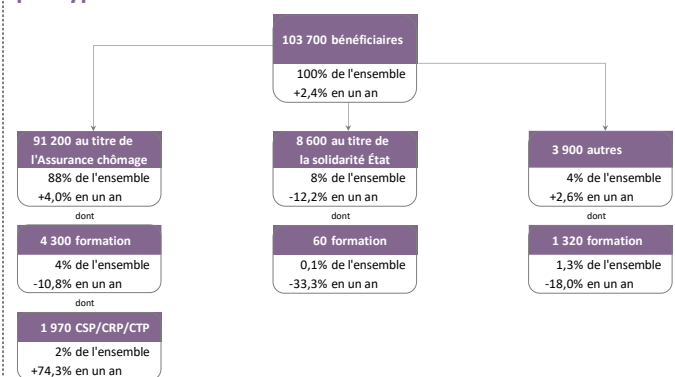 103 700 bénéficiaires
100% de l'ensemble
+2,4% en un an
91 200 au titre de
l'Assurance chômage
88% de l'ensemble
+4,0% en un an
dont
4 300 formation
4% de l'ensemble
-10,8% en un an
dont
1 970 CSP/CRP/CTP
2% de l'ensemble
+74,3% en un an
8 600 au titre de
la solidarité État
8% de l'ensemble
-12,2% en un an
dont
60 formation
0,1% de l'ensemble
-33,3% en un an
3 900 autres
4% de l'ensemble
+2,6% en un an
dont
1 320 formation
1,3% de l'ensemble
-18,0% en un an